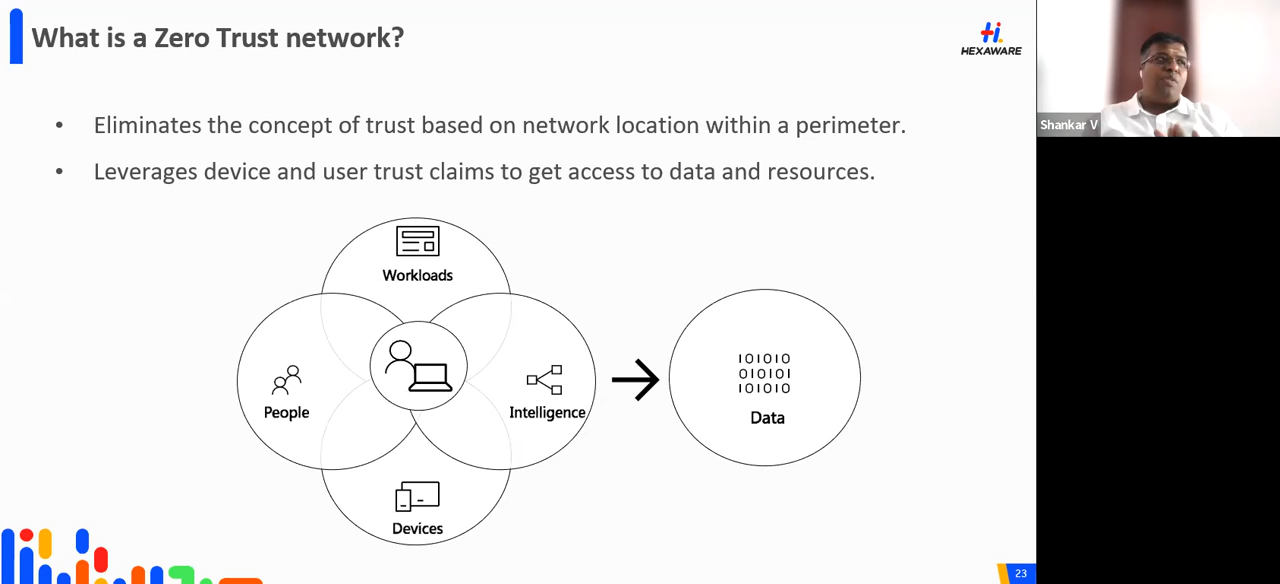 What is a Zero Trust network?
HEXAWARE
Shankar V
• Eliminates the concept of trust based on network location within a perimeter.
• Leverages device and user trust claims to get access to data and resources.
Workloads
People
Intelligence
Devices
IOIOIO
OIOIOI
IOIOIO
Data
23